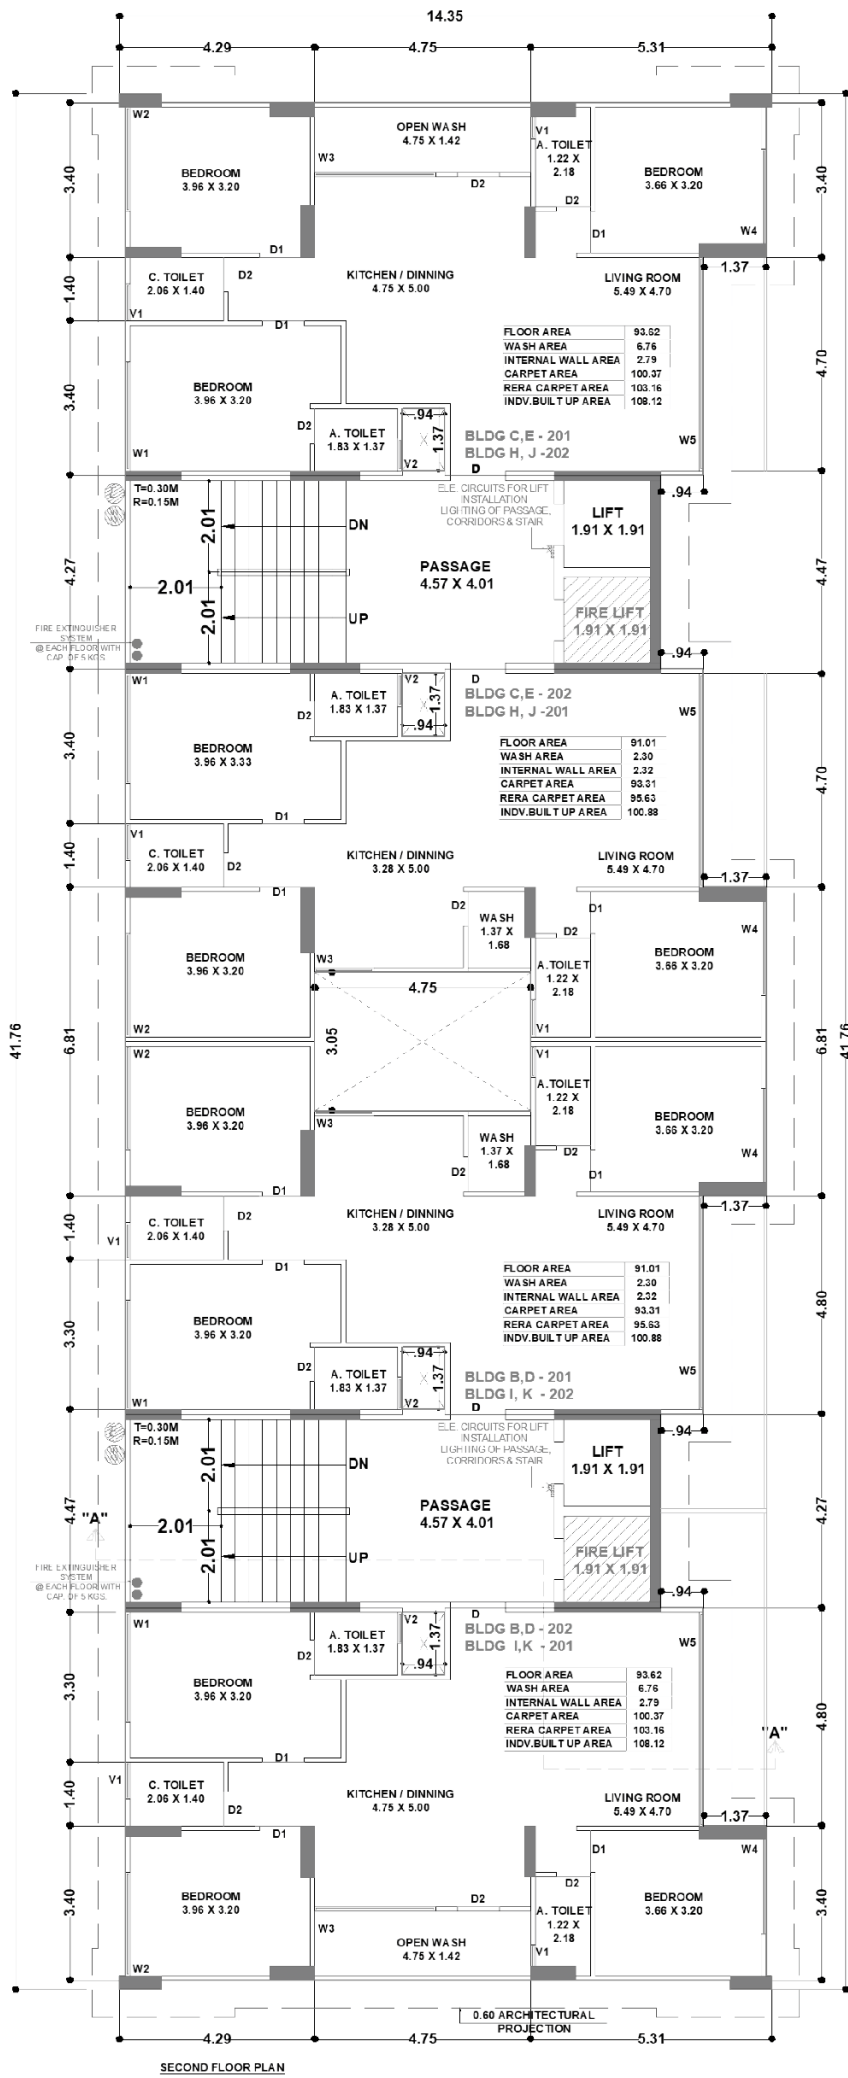 14.35
4.29 4.75 5.31
W2
OPEN WASH
4.75 X 1.42
V1
A. TOILET
1.22 X
2.18
W3
BEDROOM
3.96 X 3.20
BEDROOM
3.66 X 3.20
3.40
3.40
D2
D2
D1
W4
D1
1.37
C. TOILET
2.06 X 1.40
D2
KITCHEN / DINNING
4.75 X 5.00
LIVING ROOM
5.49 X 4.70
1.40
V1
D1
FLOOR AREA 93.62
WASH AREA 6.76
INTERNAL WALL AREA 2.79
CARPET AREA 100.37
RERA CARPET AREA 103.16
INDV.BUILT UP AREA 108.12
4.70
3.40
BEDROOM
3.96 X 3.20
.94
1.37
D2
A. TOILET
1.83 X 1.37
BLDG C,E - 201
BLDG H, J -202
W5
W1
V2
D
T=0.30M
R=0.15M
ELE. CIRCUITS FOR LIFT
INSTALLATION
LIGHTING OF PASSAGE,
CORRIDORS & STAIR
.94
2.01
DN
LIFT
1.91 X 1.91
4.27
PASSAGE
4.57 X 4.01
4.47
2.01
2.01
UP
FIRE LIFT
1.91 X 1.91
FIRE EXTINGUISHER
SYSTEM
@ EACH FLOOR WITH
CAP. OF 5 KGS.
.94
W1
D2
A. TOILET
1.83 X 1.37
V2
1.37
.94
D
BLDG C,E - 202
BLDG H, J -201
W5
3.40
BEDROOM
3.96 X 3.33
FLOOR AREA 91.01
WASH AREA 2.30
INTERNAL WALL AREA 2.32
CARPET AREA 93.31
RERA CARPET AREA 95.63
INDV.BUILT UP AREA 100.88
4.70
D1
V1
1.40
C. TOILET
2.06 X 1.40
D2
KITCHEN / DINNING
3.28 X 5.00
LIVING ROOM
5.49 X 4.70
1.37
D1
D2
WASH
1.37 X
1.68
D1
D2
W4
BEDROOM
3.96 X 3.20
W3
A.TOILET
1.22 X
2.18
BEDROOM
3.66 X 3.20
4.75
W2
V1
41.76
6.81
3.05
6.81
41.76
W2
V1
A.TOILET
1.22 X
2.18
BEDROOM
3.96 X 3.20
W3
BEDROOM
3.66 X 3.20
WASH
1.37 X
1.68
D2
D2
W4
D1
D1
1.37
1.40
C. TOILET
2.06 X 1.40
D2
KITCHEN / DINNING
3.28 X 5.00
LIVING ROOM
5.49 X 4.70
V1
D1
FLOOR AREA 91.01
WASH AREA 2.30
INTERNAL WALL AREA 2.32
CARPET AREA 93.31
RERA CARPET AREA 95.63
INDV.BUILT UP AREA 100.88
4.80
3.30
BEDROOM
3.96 X 3.20
.94
1.37
D2
A. TOILET
1.83 X 1.37
BLDG B,D - 201
BLDG I, K - 202
W5
W1
V2
D
T=0.30M
R=0.15M
ELE. CIRCUITS FOR LIFT
INSTALLATION
LIGHTING OF PASSAGE,
CORRIDORS & STAIR
.94
2.01
DN
LIFT
1.91 X 1.91
4.47
"A"
PASSAGE
4.57 X 4.01
4.27
2.01
2.01
UP
FIRE LIFT
1.91 X 1.91
FIRE EXTINGUISHER
SYSTEM
@ EACH FLOOR WITH
CAP. OF 5 KGS.
.94
W1
D2
A. TOILET
1.83 X 1.37
V2
1.37
.94
D
BLDG B,D - 202
BLDG I,K - 201
W5
3.30
BEDROOM
3.96 X 3.20
FLOOR AREA 93.62
WASH AREA 6.76
INTERNAL WALL AREA 2.79
CARPET AREA 100.37
RERA CARPET AREA 103.16
INDV.BUILT UP AREA 108.12
4.80
"A"
D1
V1
1.40
C. TOILET
2.06 X 1.40
D2
KITCHEN / DINNING
4.75 X 5.00
LIVING ROOM
5.49 X 4.70
1.37
D1
D1
W4
3.40
BEDROOM
3.96 X 3.20
D2
D2
BEDROOM
3.66 X 3.20
3.40
W3
OPEN WASH
4.75 X 1.42
A. TOILET
1.22 X
2.18
V1
W2
0.60 ARCHITECTURAL
PROJECTION
4.29 4.75 5.31
SECOND FLOOR PLAN